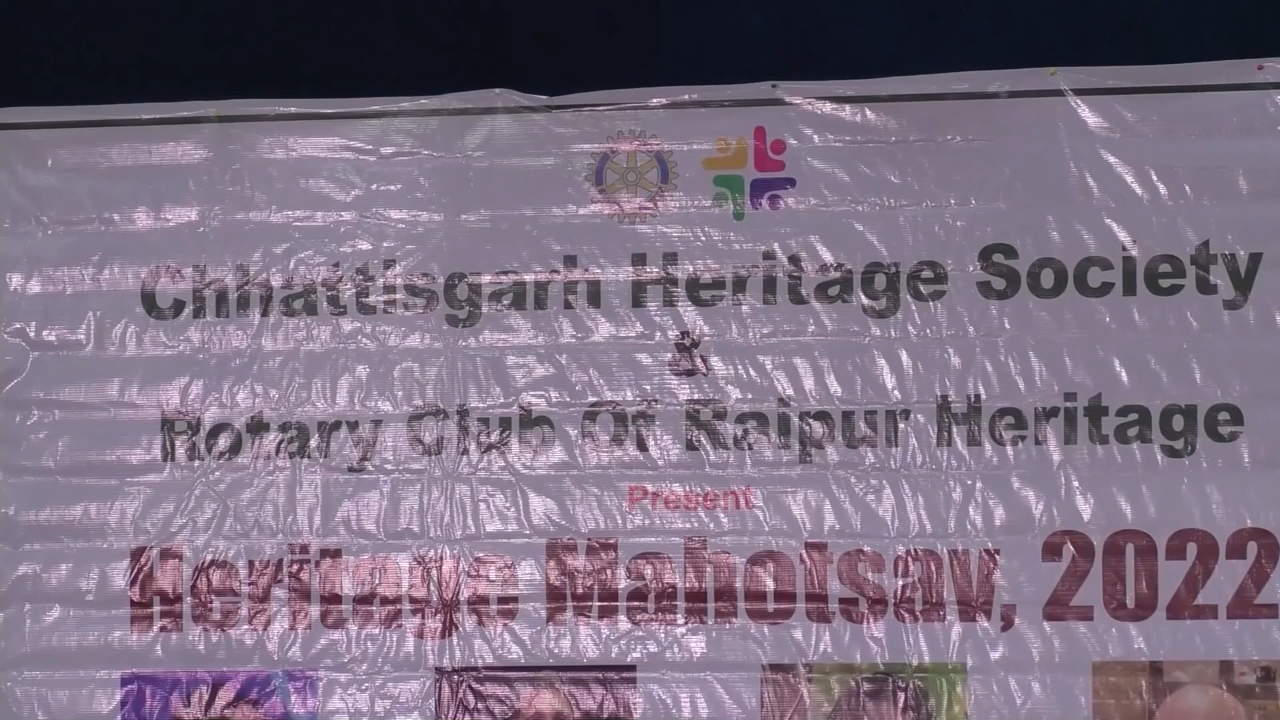 Chhattisgarh Heritage Society
&
Rotary Club Of Raipur Heritage
Present
Heritage Mahotsav, 2022